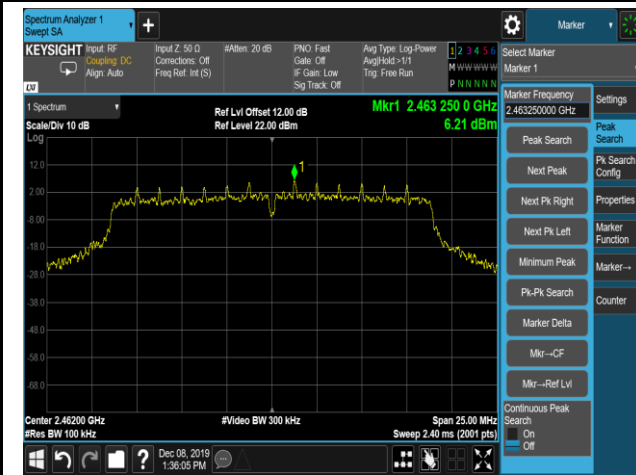 Spectrum Analyzer 1
Swept SA
Marker
KEYSIGHT
Input: RF
Coupling: DC
Align: Auto
Input Z: 50 Ω
Corrections: Off
Freq Ref: Int (S)
#Atten: 20 dB
PNO: Fast
Gate: Off
IF Gain: Low
Sig Track: Off
Avg Type: Log-Power
Avg|Hold:>1/1
Trig: Free Run
1 2 3 4 5 6
M W W W W W
P N N N N N
LXI
Select Marker
Marker 1
1 Spectrum
Scale/Div 10 dB
Log
Ref Lvl Offset 12.00 dB
Ref Level 22.00 dBm
Mkr1 2.463 250 0 GHz
6.21 dBm
1
12.0
2.00
-8.00
-18.0
-28.0
-38.0
-48.0
-58.0
-68.0
Center 2.46200 GHz
#Res BW 100 kHz
#Video BW 300 kHz
Span 25.00 MHz
Sweep 2.40 ms (2001 pts)
Marker Frequency
2.463250000 GHz
Peak Search
Next Peak
Next Pk Right
Next Pk Left
Minimum Peak
Pk-Pk Search
Marker Delta
Mkr→CF
Mkr→Ref Lvl
Continuous Peak
Search
On
Off
Settings
Peak
Search
Pk Search
Config
Properties
Marker
Function
Marker→
Counter
?
Dec 08, 2019
1:36:05 PM